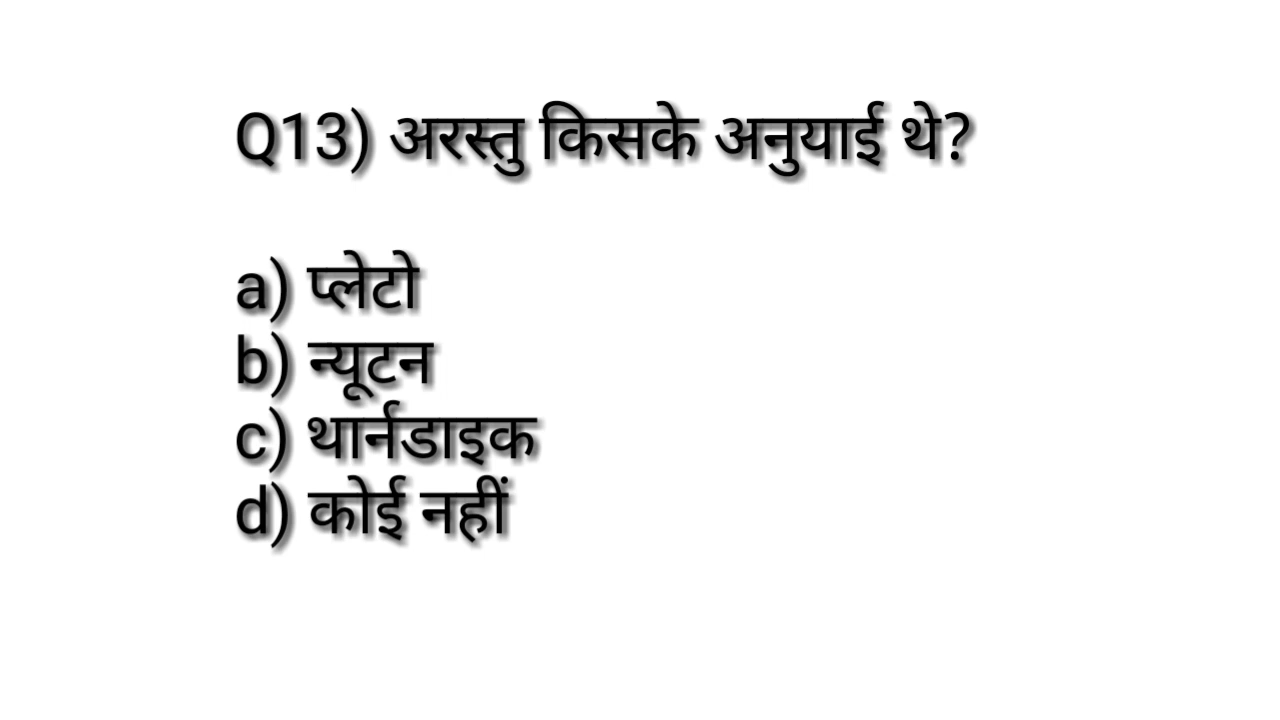 Q13) अरस्तु किसके अनुयाई थे?
a) प्लेटो
b) न्यूटन
c) थार्नडाइक
d) कोई नहीं